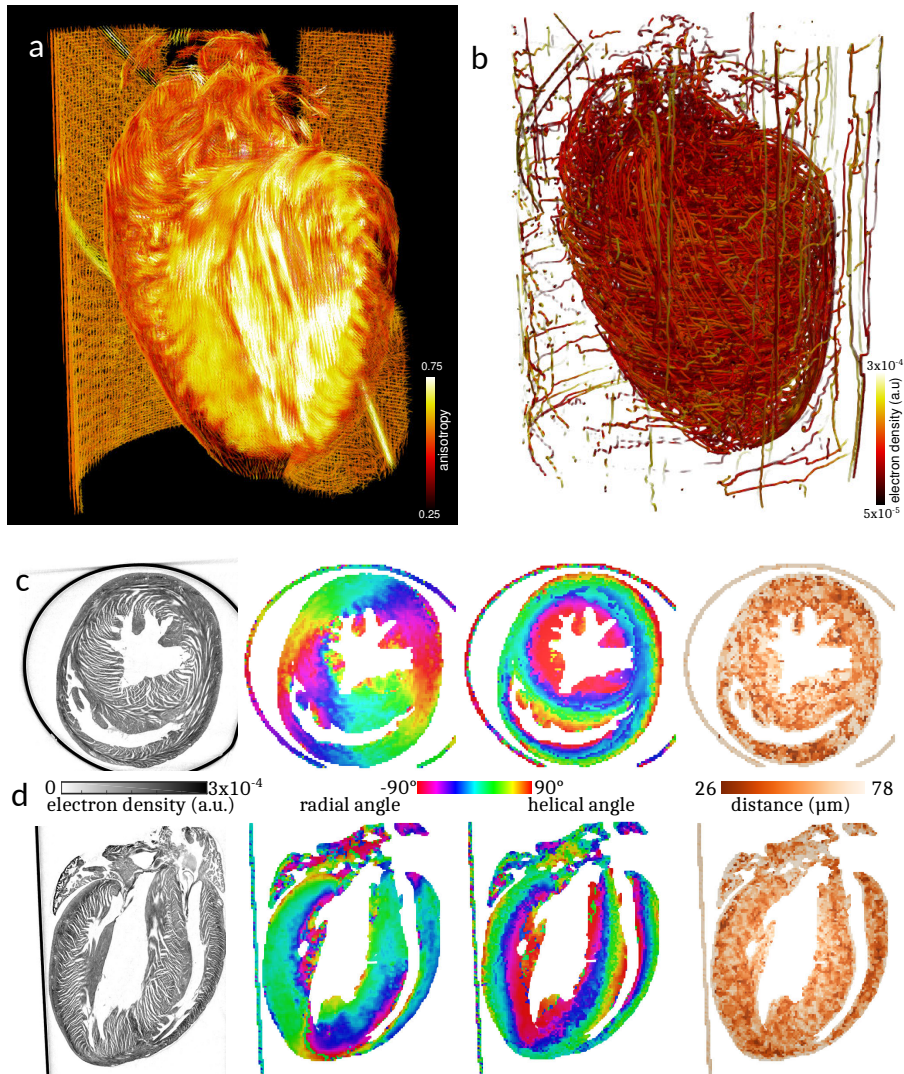 a
0.75
anisotropy
0.25
b
3x10⁻⁴
electron density (a.u)
5x10⁻⁵
c
0 3x10⁻⁴ -90° 90° 26 78
electron density (a.u.) radial angle helical angle distance (µm)
d